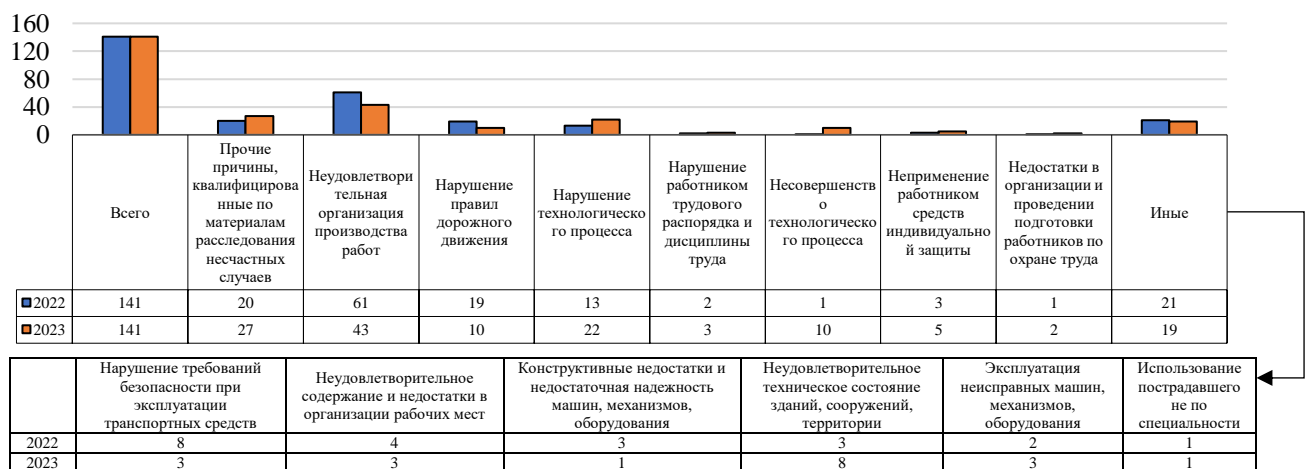 160
120
80
40
0
Всего
Прочие
причины,
квалифицирова
нные по
материалам
расследования
несчастных
случаев
Неудовлетвори
тельная
организация
производства
работ
Нарушение
правил
дорожного
движения
Нарушение
технологическо
го процесса
Нарушение
работником
трудового
распорядка и
дисциплины
труда
Несовершенств
о
технологическо
го процесса
Неприменение
работником
средств
индивидуально
й защиты
Недостатки в
организации и
проведении
подготовки
работников по
охране труда
Иные
2022 141 20 61 19 13 2 1 3 1 21
2023 141 27 43 10 22 3 10 5 2 19
Нарушение требований
безопасности при
эксплуатации
транспортных средств
Неудовлетворительное
содержание и недостатки в
организации рабочих мест
Конструктивные недостатки и
недостаточная надежность
машин, механизмов,
оборудования
Неудовлетворительное
техническое состояние
зданий, сооружений,
территории
Эксплуатация
неисправных машин,
механизмов,
оборудования
Использование
пострадавшего
не по
специальности
2022 8 4 3 3 2 1
2023 3 3 1 8 3 1